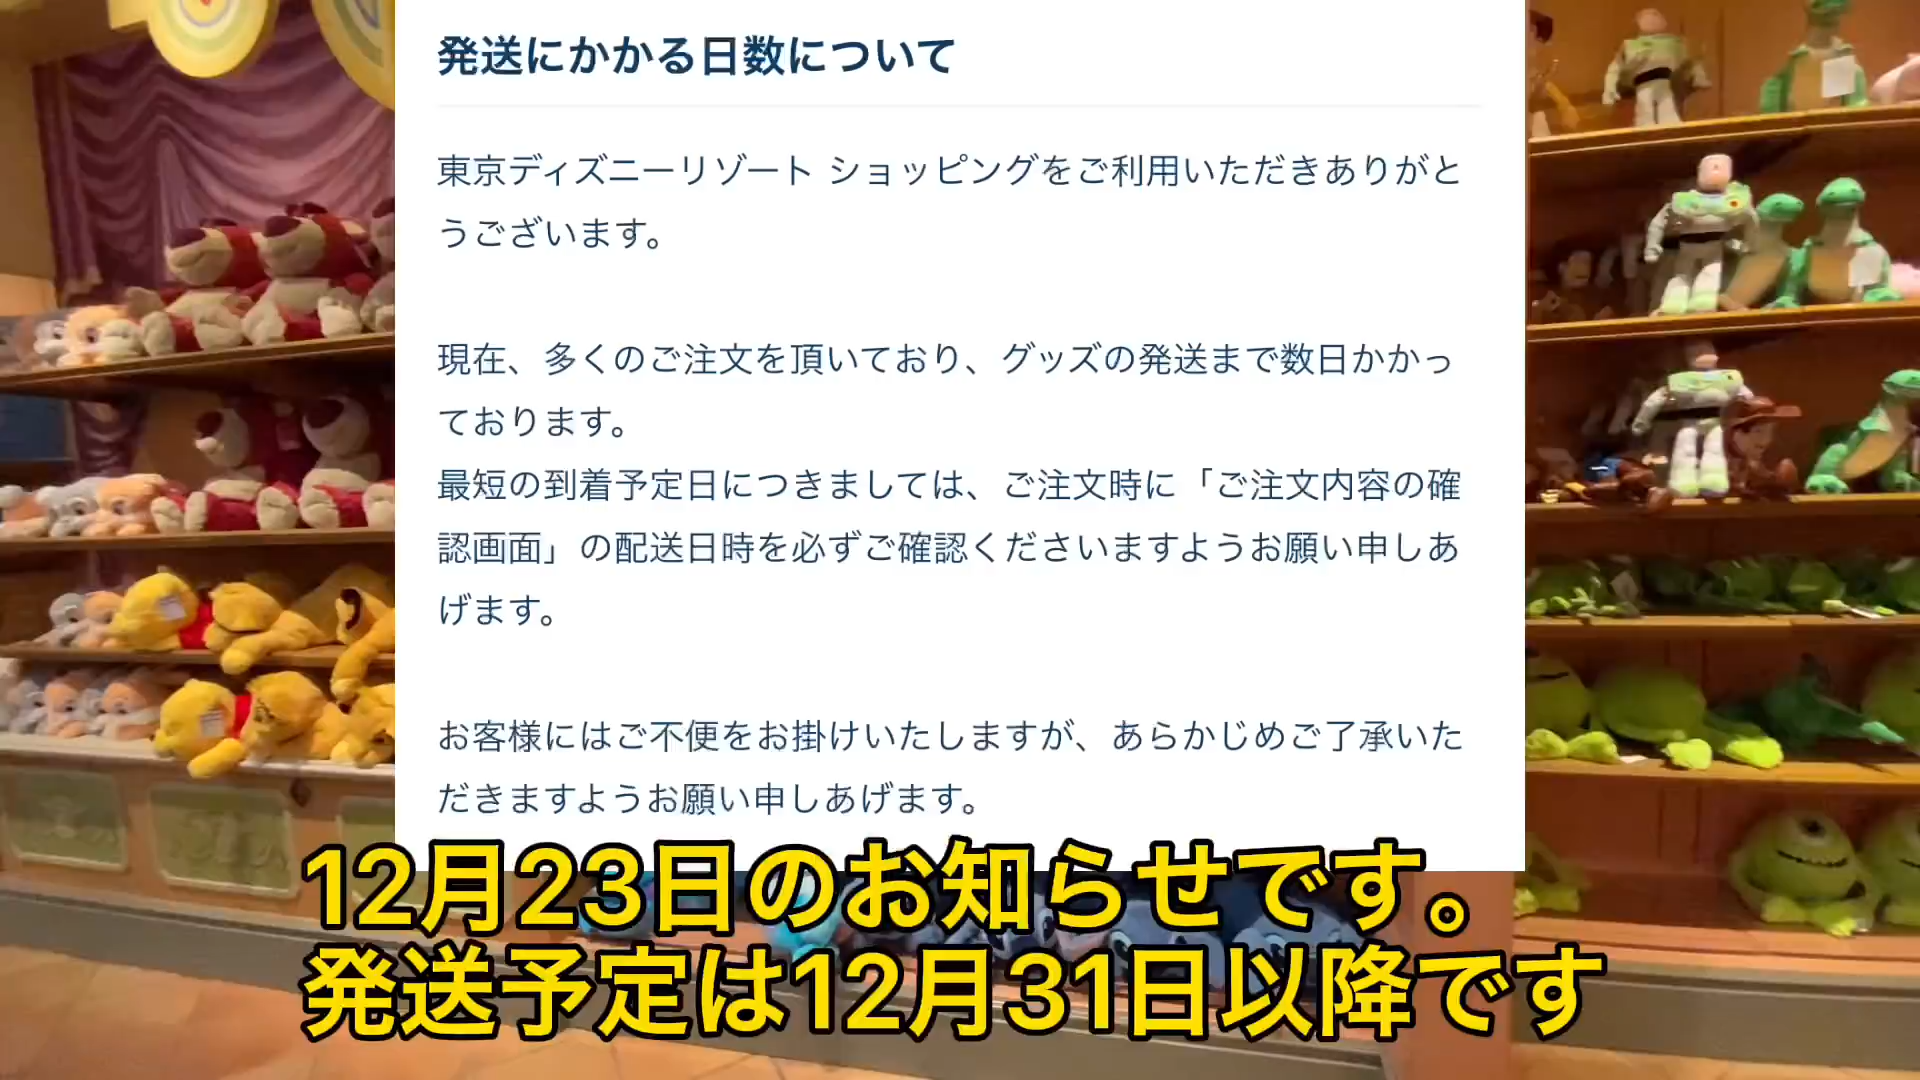 発送にかかる日数について
東京ディズニーリゾート ショッピングをご利用いただきありがと
うございます。
現在、多くのご注文を頂いており、グッズの発送まで数日かかっ
ております。
最短の到着予定日につきましては、ご注文時に「ご注文内容の確
認画面」の配送日時を必ずご確認くださいますようお願い申しあ
げます。
お客様にはご不便をお掛けいたしますが、あらかじめご了承いた
だきますようお願い申しあげます。
12月23日のお知らせです。
発送予定は12月31日以降です